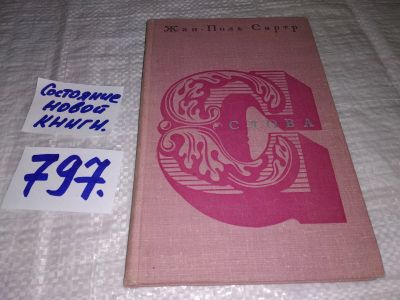 Жан-Поль Сартр
СЛОВА
Состояние
новой
книги.
797.